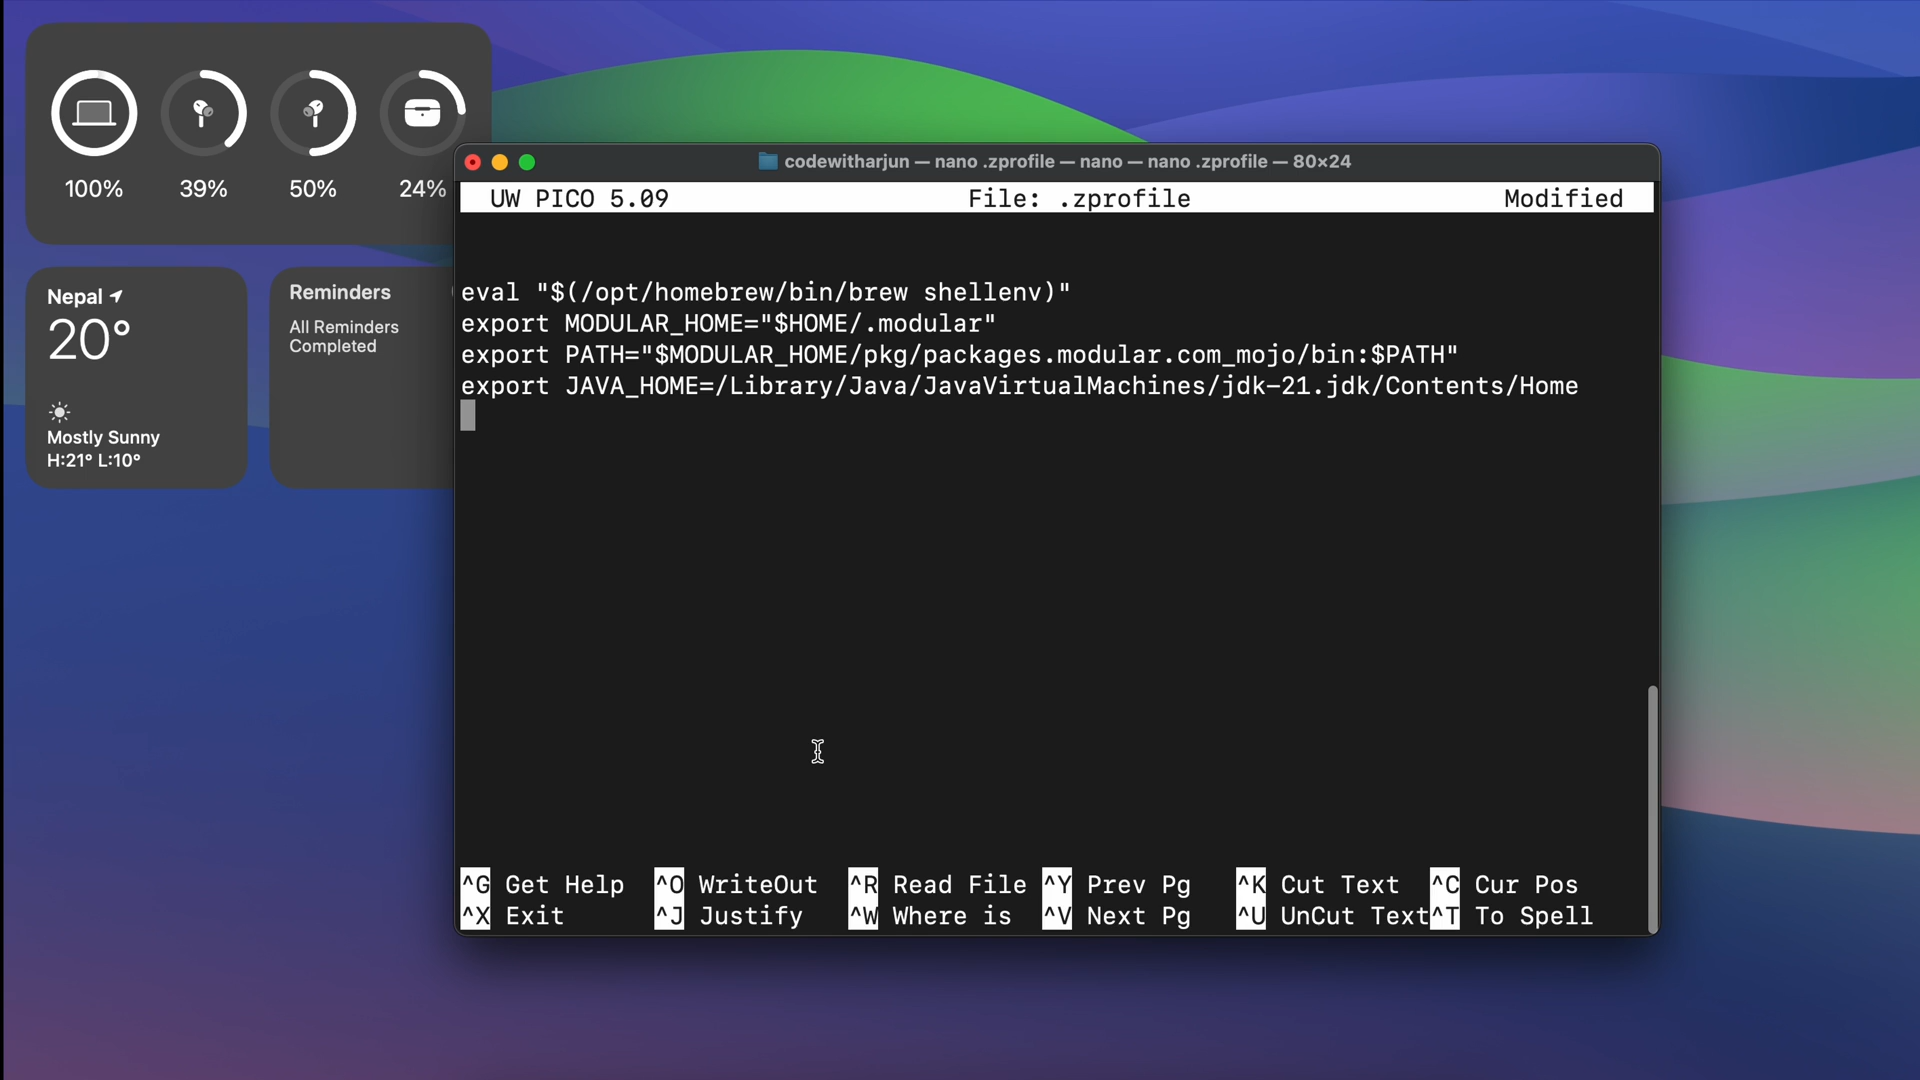 100% 39% 50% 24%
Nepal
20°
Mostly Sunny
H:21° L:10°
Reminders
All Reminders
Completed
codewitharjun — nano .zprofile — nano — nano .zprofile — 80×24
UW PICO 5.09 File: .zprofile Modified
eval "$(/opt/homebrew/bin/brew shellenv)"
export MODULAR_HOME="$HOME/.modular"
export PATH="$MODULAR_HOME/pkg/packages.modular.com_mojo/bin:$PATH"
export JAVA_HOME=/Library/Java/JavaVirtualMachines/jdk-21.jdk/Contents/Home
^G Get Help ^O WriteOut ^R Read File ^Y Prev Pg ^K Cut Text ^C Cur Pos
^X Exit ^J Justify ^W Where is ^V Next Pg ^U UnCut Text ^T To Spell